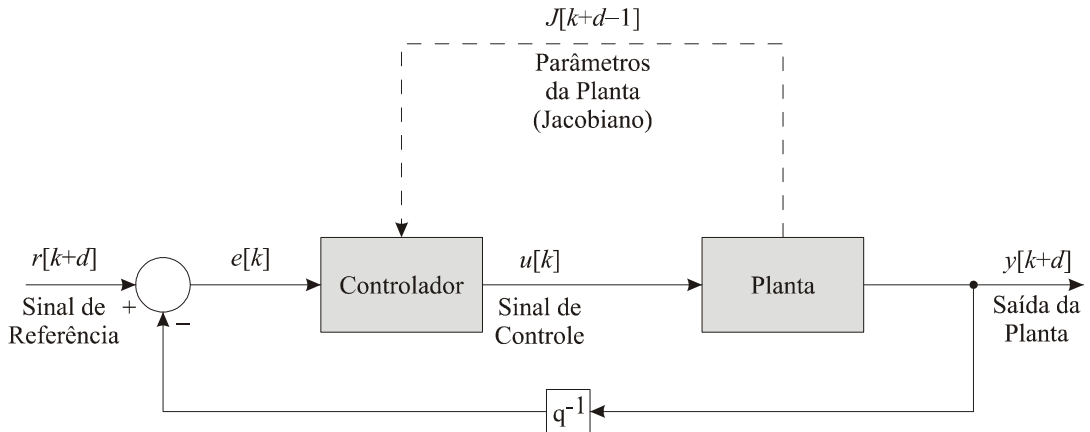 J[k+d–1]
Parâmetros
da Planta
(Jacobiano)
r[k+d]
Sinal de
Referência
+
–
e[k]
Controlador
u[k]
Sinal de
Controle
Planta
y[k+d]
Saída da
Planta
q-1